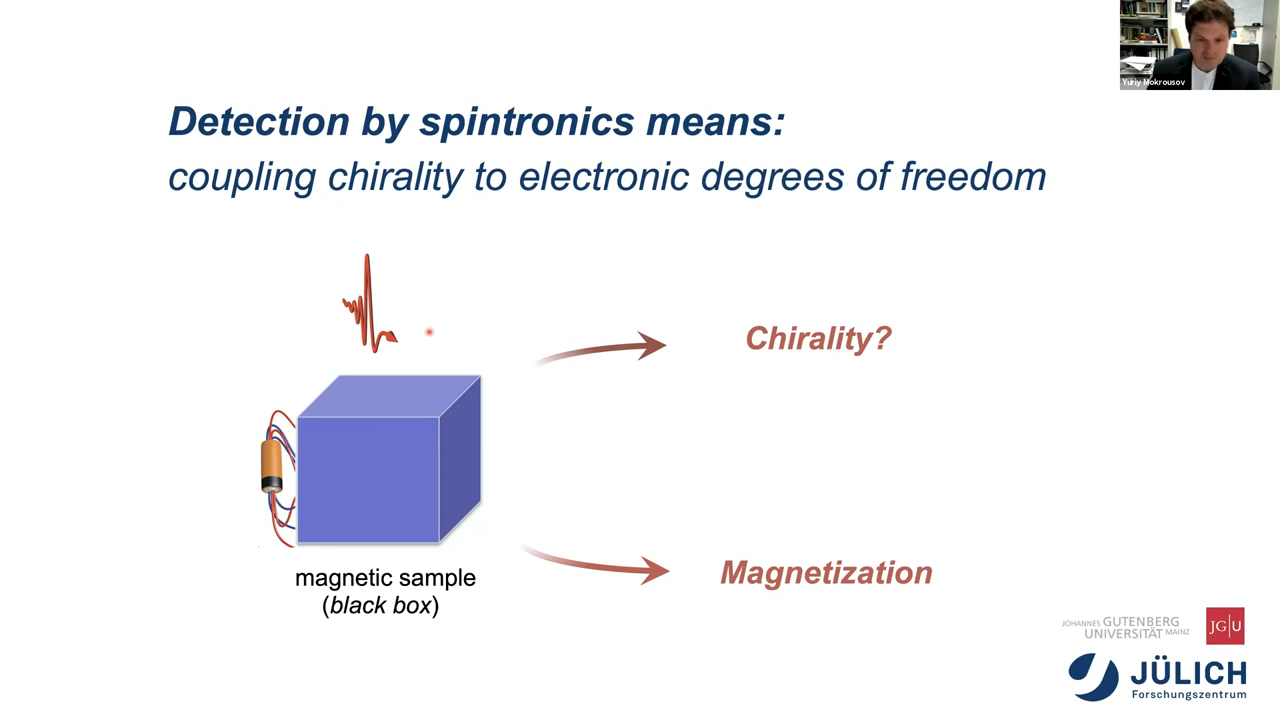 Yuriy Mokrousov
Detection by spintronics means:
coupling chirality to electronic degrees of freedom
Chirality?
Magnetization
magnetic sample
(black box)
JOHANNES GUTENBERG
UNIVERSITÄT MAINZ
JG|U
JÜLICH
Forschungszentrum